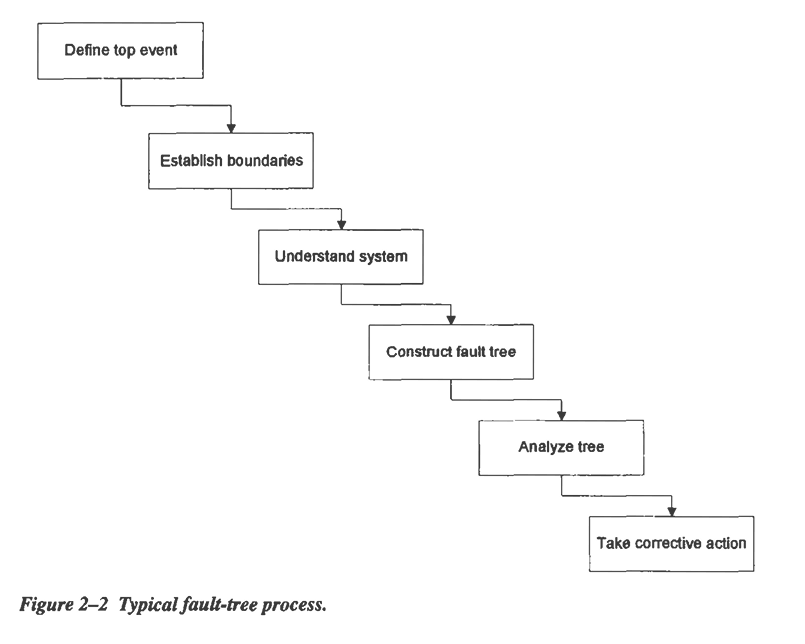 Define top event
Establish boundaries
Understand system
Construct fault tree
Analyze tree
Take corrective action
Figure 2–2 Typical fault-tree process.